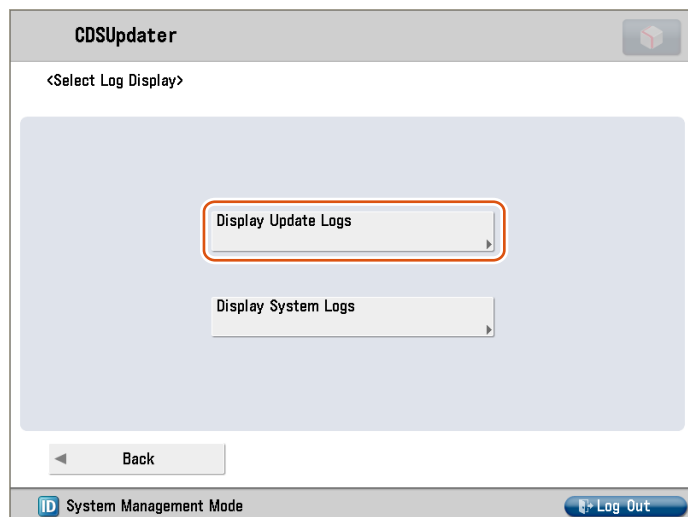 CDSUpdater
<Select Log Display>
Display Update Logs
Display System Logs
Back
ID System Management Mode
Log Out